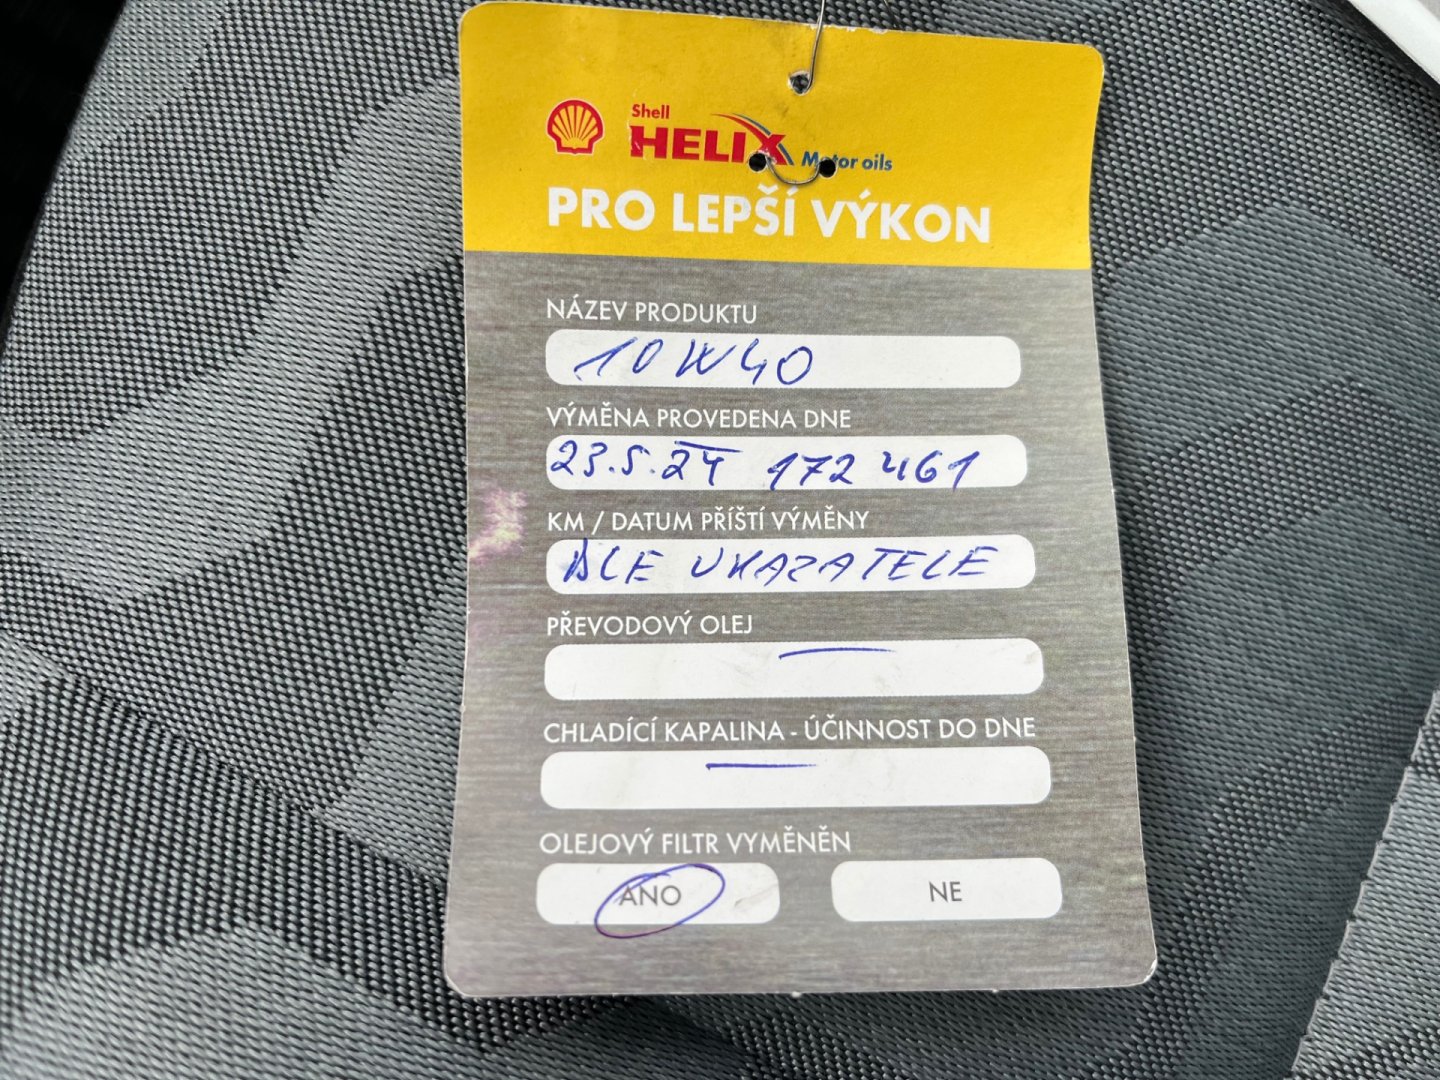 Shell
HELIX Motor oils
PRO LEPŠÍ VÝKON
NÁZEV PRODUKTU
10W40
VÝMĚNA PROVEDENA DNE
23.5.24 172 461
KM / DATUM PŘÍŠTÍ VÝMĚNY
DLE UKAZATELE
PŘEVODOVÝ OLEJ
CHLADÍCÍ KAPALINA - ÚČINNOST DO DNE
OLEJOVÝ FILTR VYMĚNĚN
ANO NE